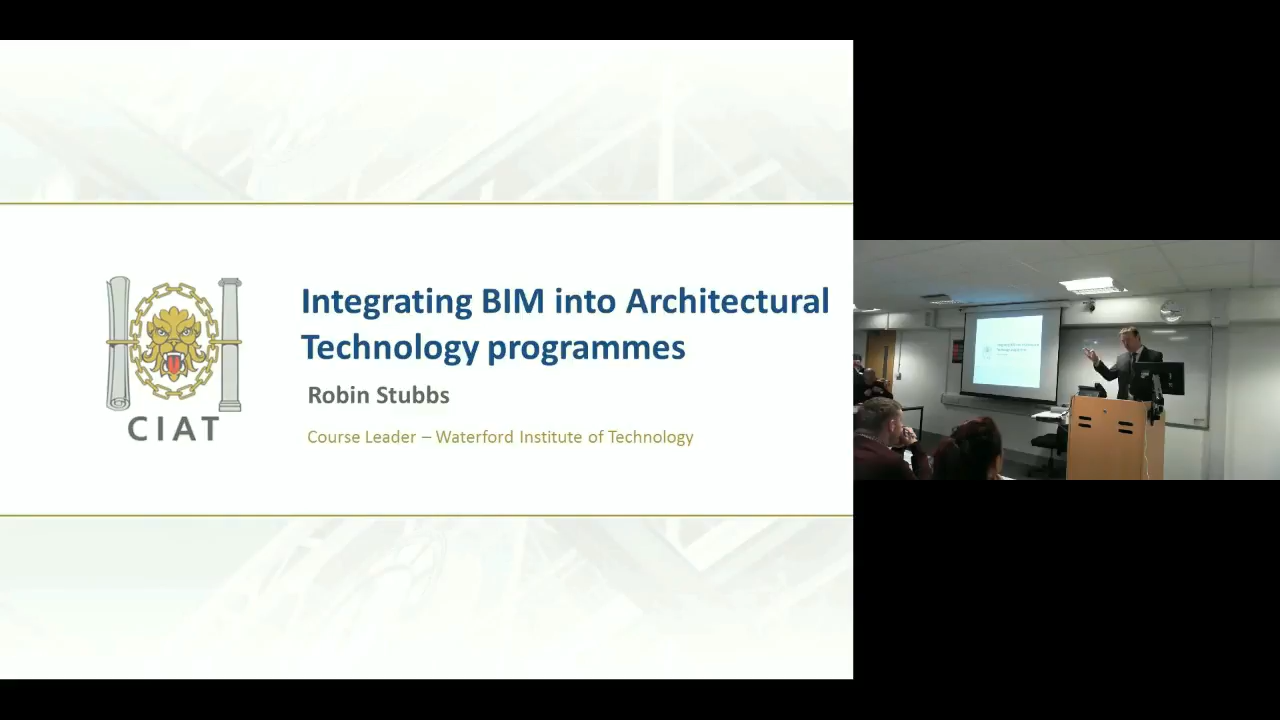 Integrating BIM into Architectural
Technology programmes
Robin Stubbs
Course Leader – Waterford Institute of Technology
CIAT